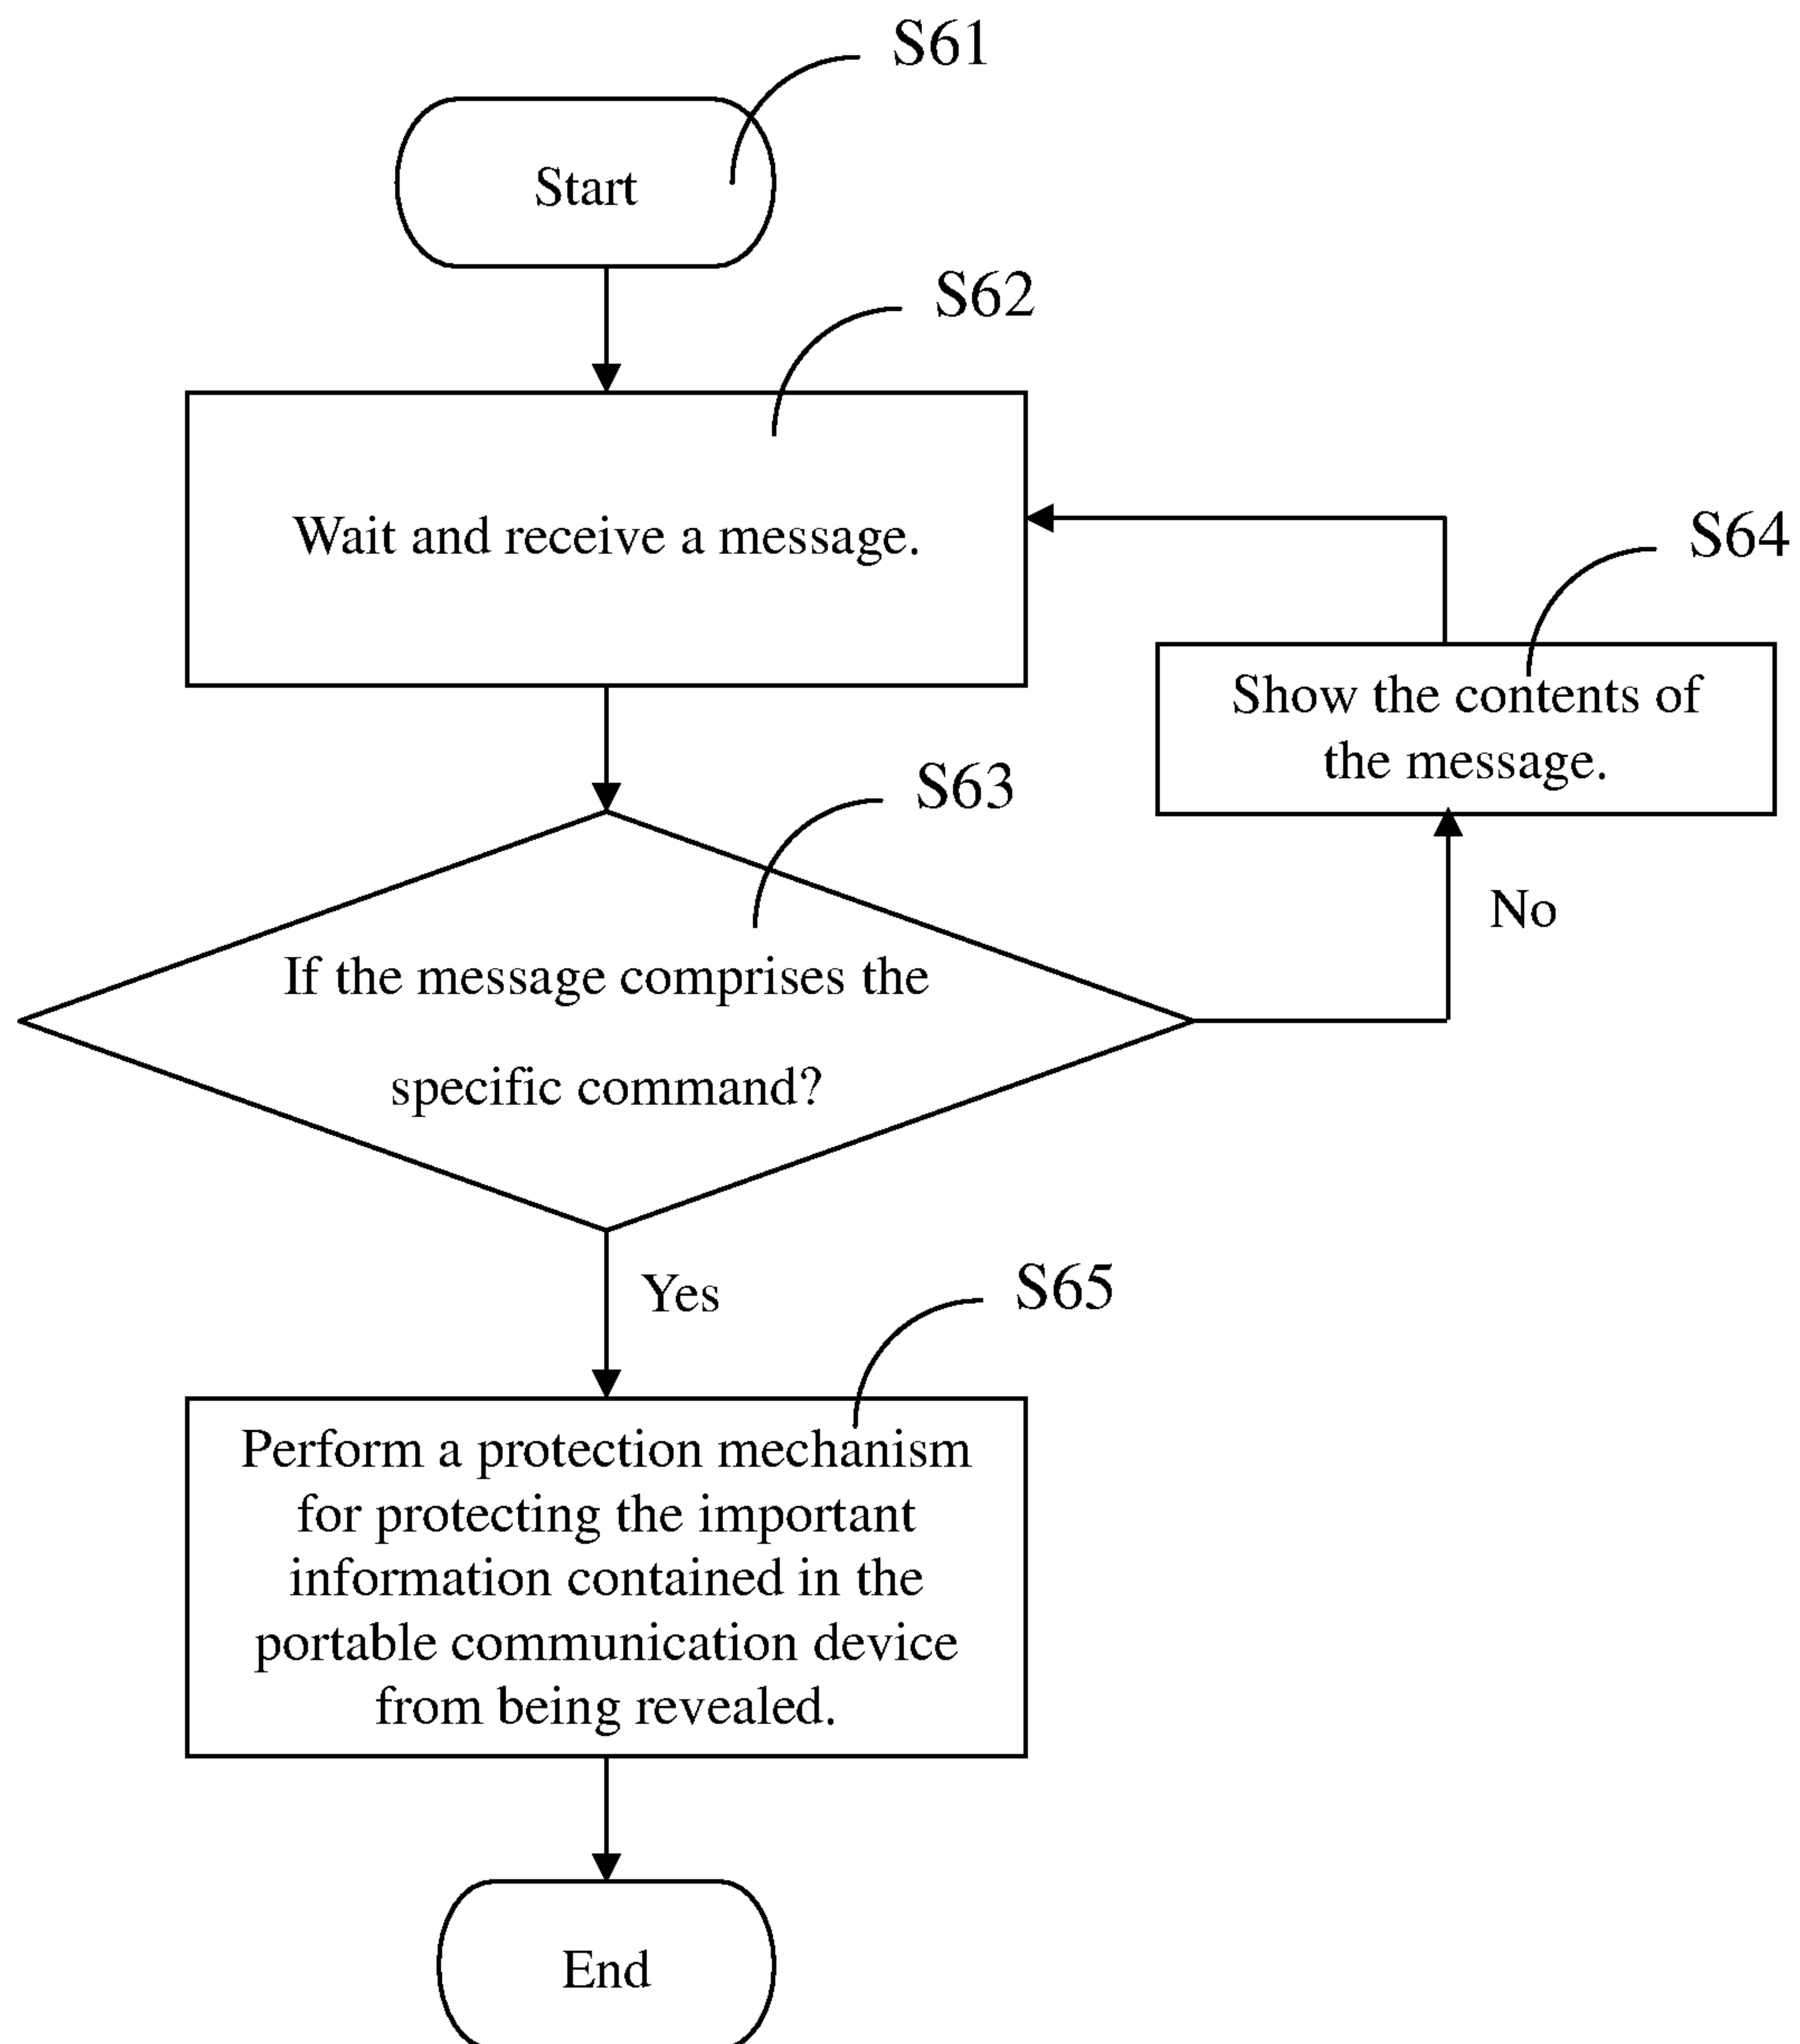 S61
Start
S62
Wait and receive a message.
S64
Show the contents of
the message.
S63
If the message comprises the
specific command?
No
Yes
S65
Perform a protection mechanism
for protecting the important
information contained in the
portable communication device
from being revealed.
End